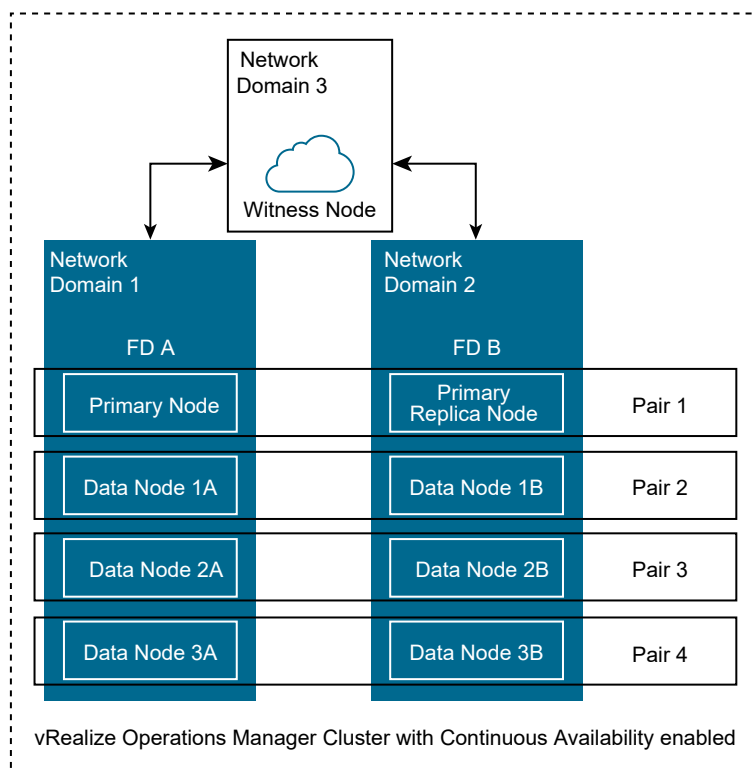 Network
Domain 3
Witness Node
Network
Domain 1
Network
Domain 2
FD A
FD B
Primary Node
Primary
Replica Node
Pair 1
Data Node 1A
Data Node 1B
Pair 2
Data Node 2A
Data Node 2B
Pair 3
Data Node 3A
Data Node 3B
Pair 4
vRealize Operations Manager Cluster with Continuous Availability enabled